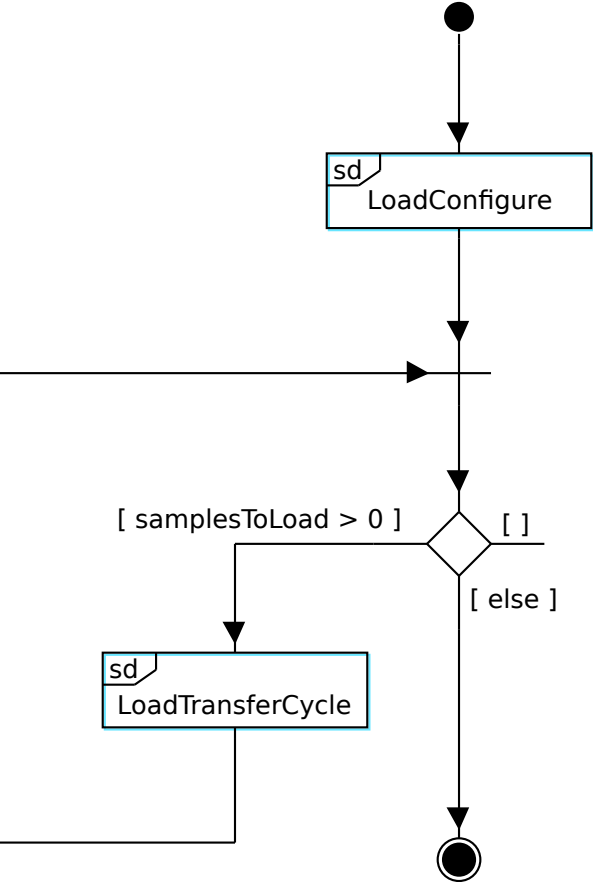 sd
LoadConfigure
[ samplesToLoad > 0 ]
[ ]
[ else ]
sd
LoadTransferCycle